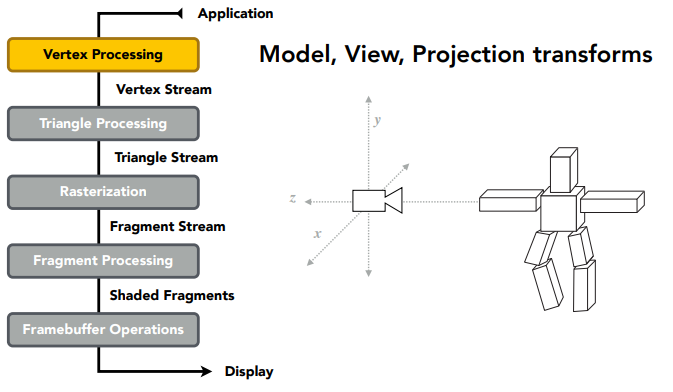 Application
Vertex Processing
Model, View, Projection transforms
Vertex Stream
Triangle Processing
Triangle Stream
Rasterization
Fragment Stream
Fragment Processing
Shaded Fragments
Framebuffer Operations
Display
y
z
x